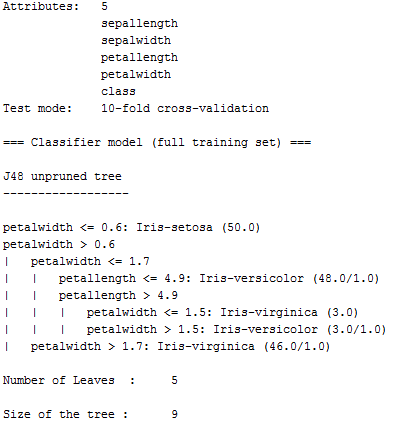 Attributes:   5
              sepallength
              sepalwidth
              petallength
              petalwidth
              class
Test mode:    10-fold cross-validation

=== Classifier model (full training set) ===

J48 unpruned tree
------------------

petalwidth <= 0.6: Iris-setosa (50.0)
petalwidth > 0.6
|   petalwidth <= 1.7
|   |   petallength <= 4.9: Iris-versicolor (48.0/1.0)
|   |   petallength > 4.9
|   |   |   petalwidth <= 1.5: Iris-virginica (3.0)
|   |   |   petalwidth > 1.5: Iris-versicolor (3.0/1.0)
|   petalwidth > 1.7: Iris-virginica (46.0/1.0)

Number of Leaves  :     5

Size of the tree :      9